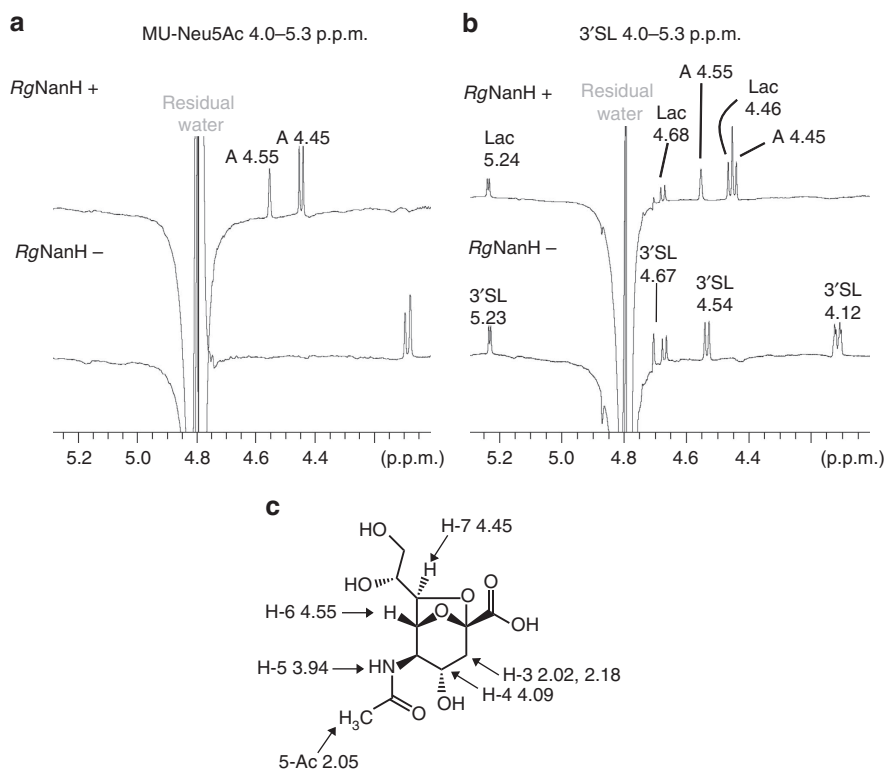 a
MU-Neu5Ac 4.0–5.3 p.p.m.
RgNanH +
Residual
water
A 4.55
A 4.45
RgNanH –
5.2 5.0 4.8 4.6 4.4 (p.p.m.)
b
3′SL 4.0–5.3 p.p.m.
RgNanH +
Residual
water
A 4.55
Lac
5.24
Lac
4.68
Lac
4.46
A 4.45
RgNanH –
3′SL
5.23
3′SL
4.67
3′SL
4.54
3′SL
4.12
5.2 5.0 4.8 4.6 4.4 (p.p.m.)
c
HO
H-7 4.45
H
HO
O
O
H-6 4.55
H
O
OH
H-5 3.94
HN
H-3 2.02, 2.18
H-4 4.09
OH
O
H3C
5-Ac 2.05